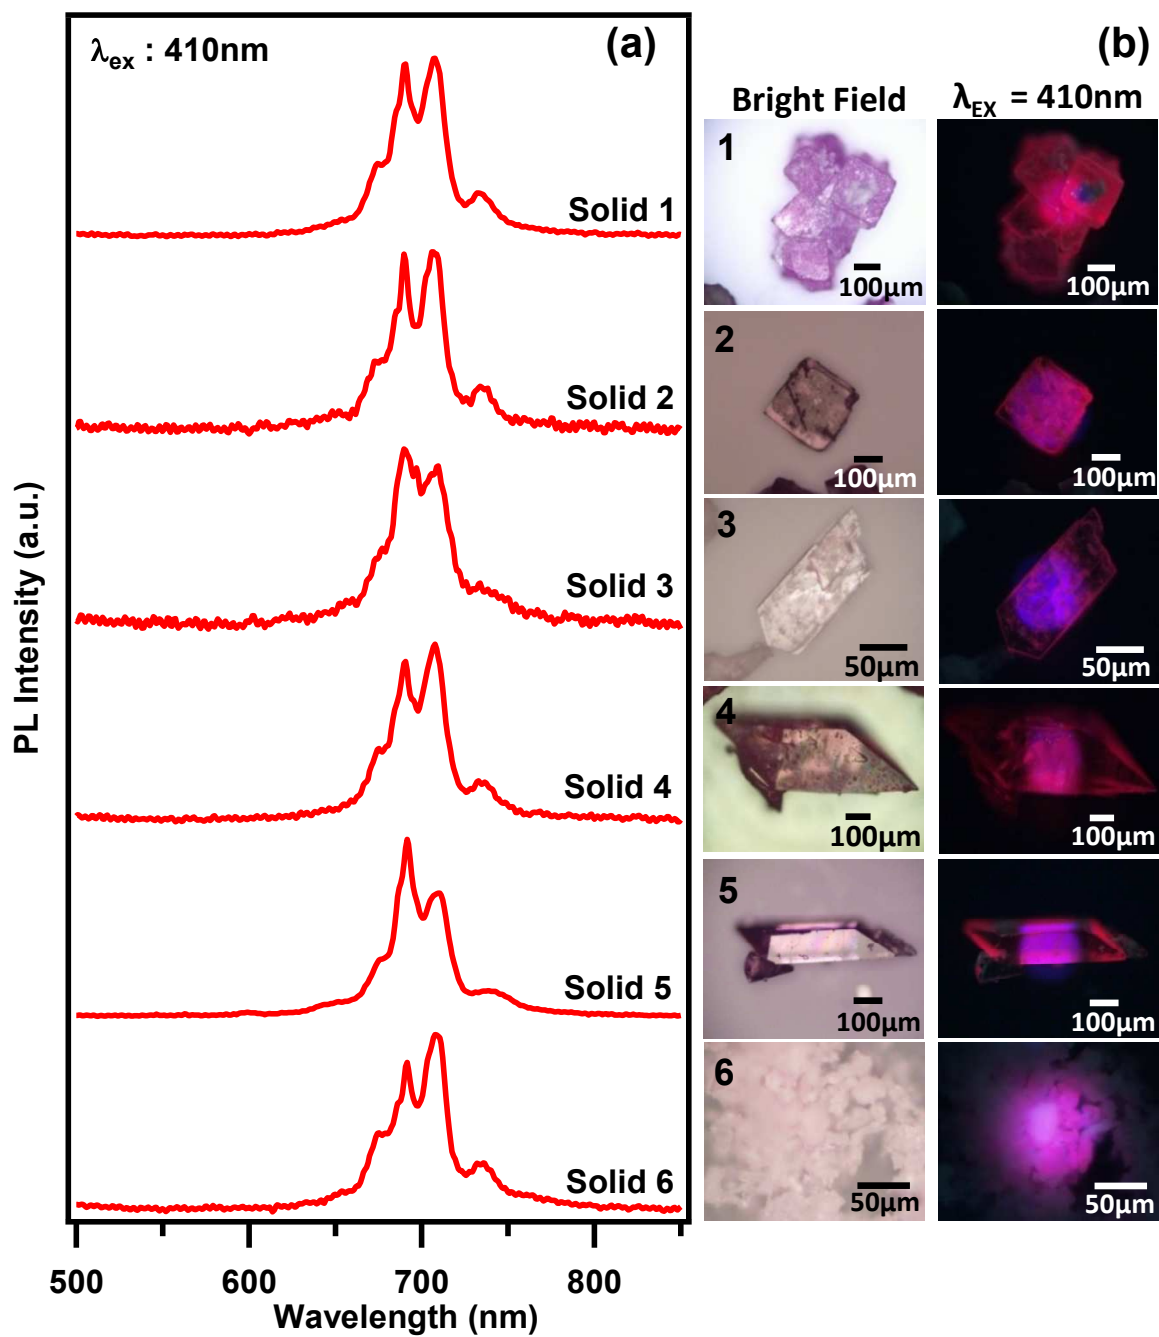 λex : 410nm
(a)
Solid 1
Solid 2
Solid 3
Solid 4
Solid 5
Solid 6
PL Intensity (a.u.)
500
600
700
800
Wavelength (nm)
(b)
Bright Field
λEX = 410nm
1
100μm
100μm
2
100μm
100μm
3
50μm
50μm
4
100μm
100μm
5
100μm
100μm
6
50μm
50μm